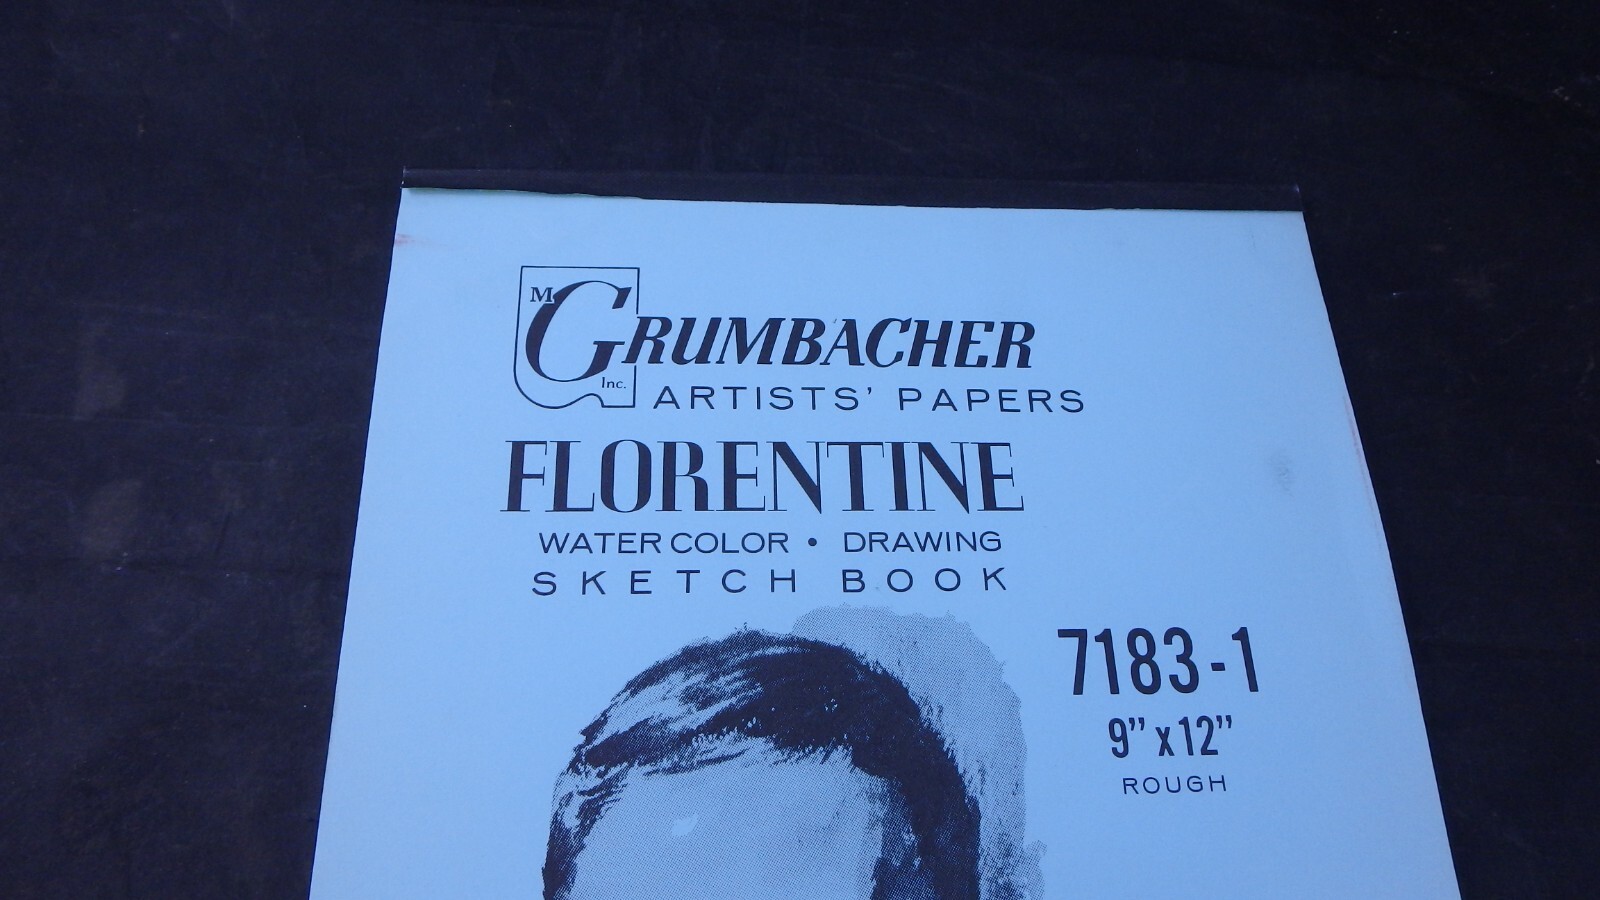 M GRUMBACHER
Inc.
ARTISTS' PAPERS
FLORENTINE
WATER COLOR • DRAWING
SKETCH BOOK
7183-1
9" x 12"
ROUGH